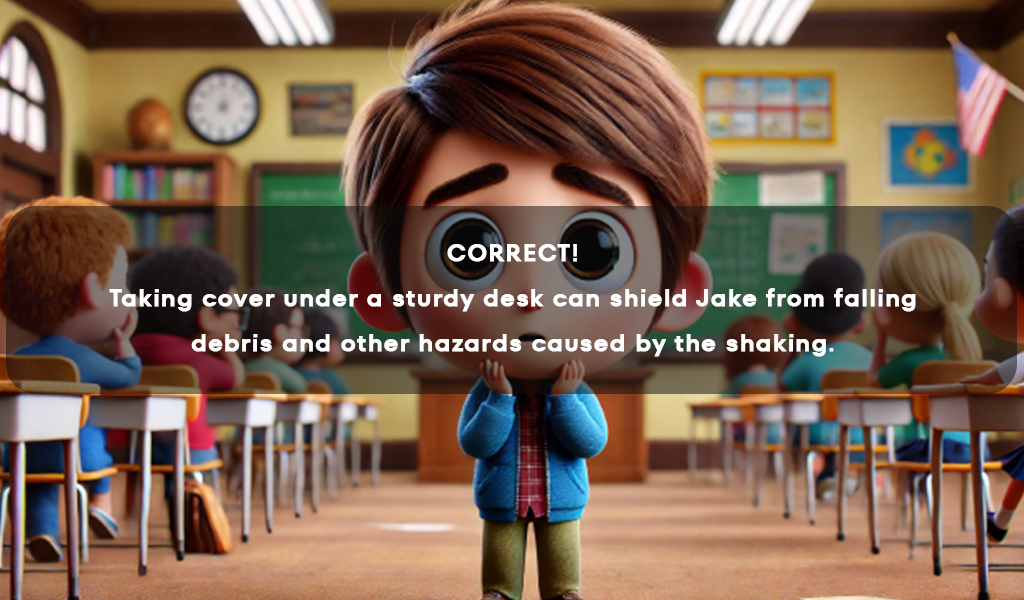 CORRECT!
Taking cover under a sturdy desk can shield Jake from falling
debris and other hazards caused by the shaking.